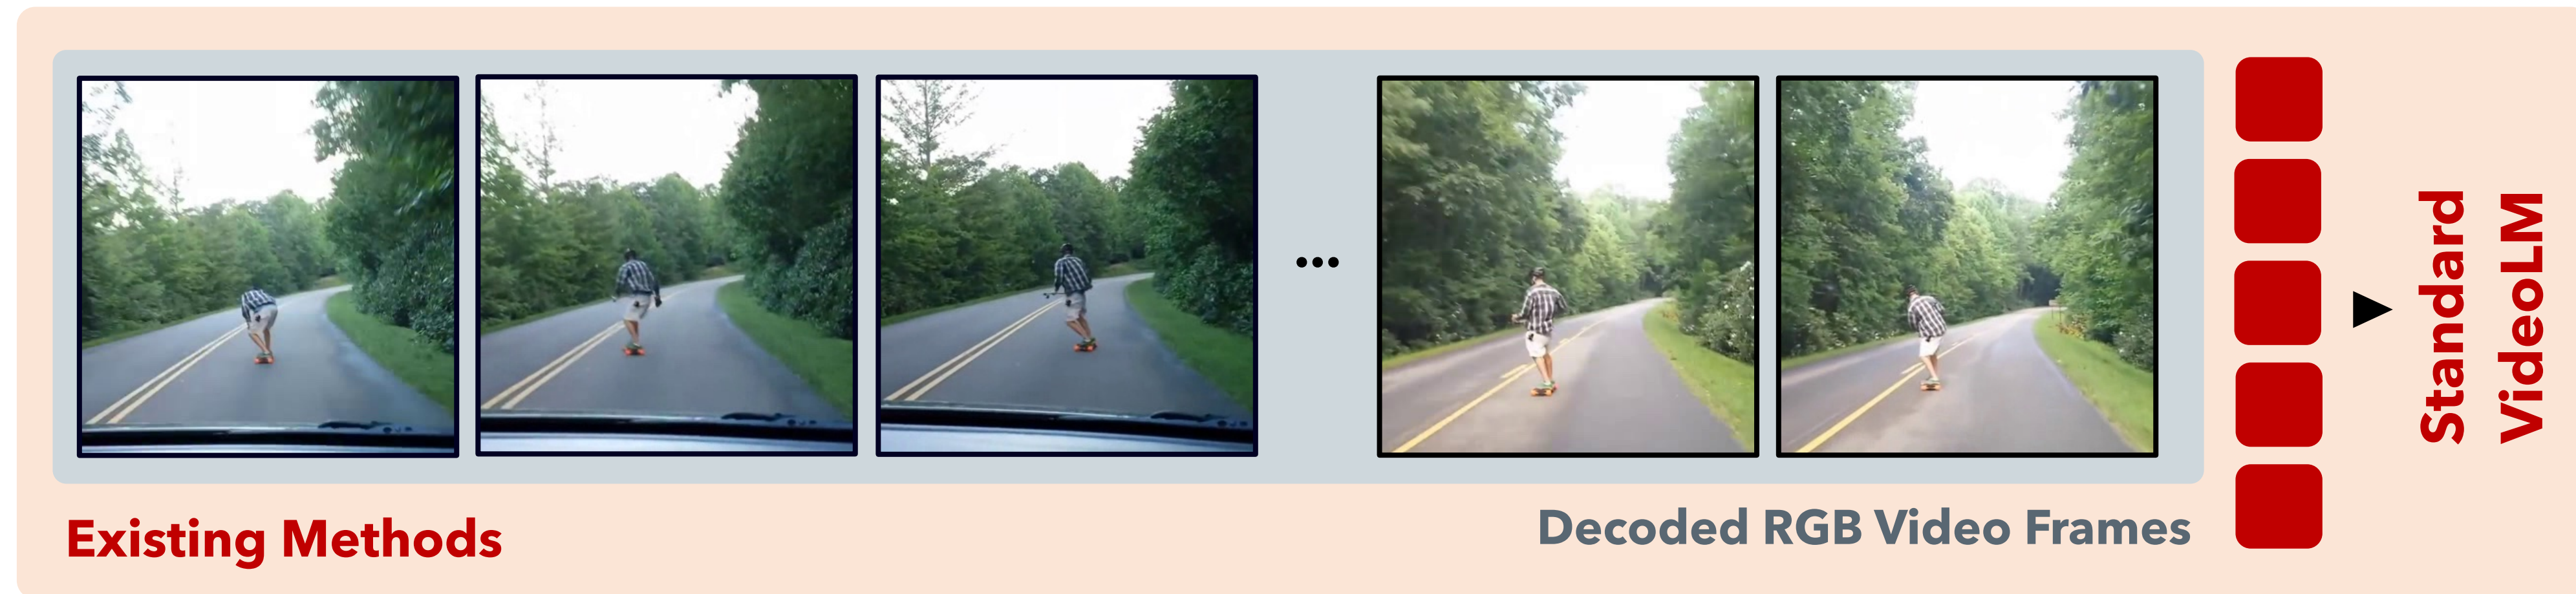 ...
Existing Methods
Decoded RGB Video Frames
Standard
VideoLM